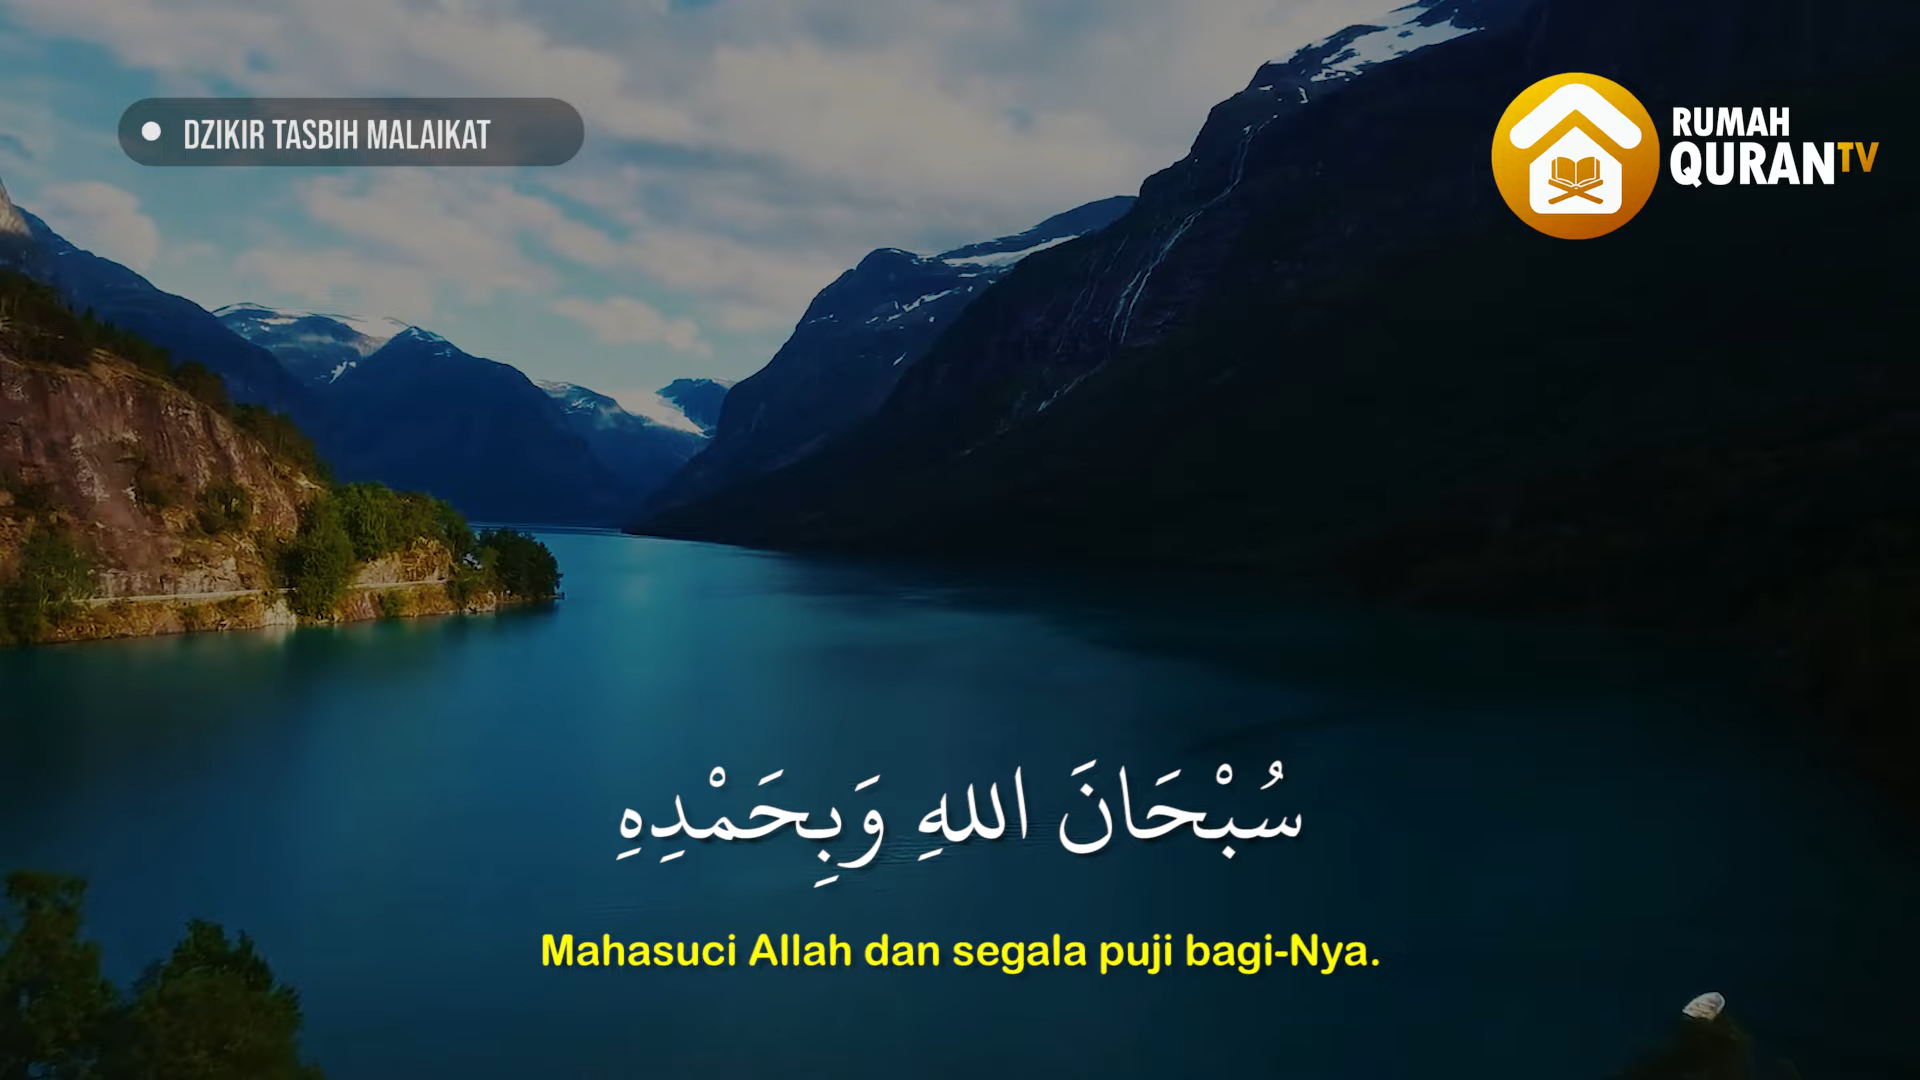 DZIKIR TASBIH MALAIKAT
RUMAH
QURANTV
سُبْحَانَ اللهِ وَبِحَمْدِهِ
Mahasuci Allah dan segala puji bagi-Nya.